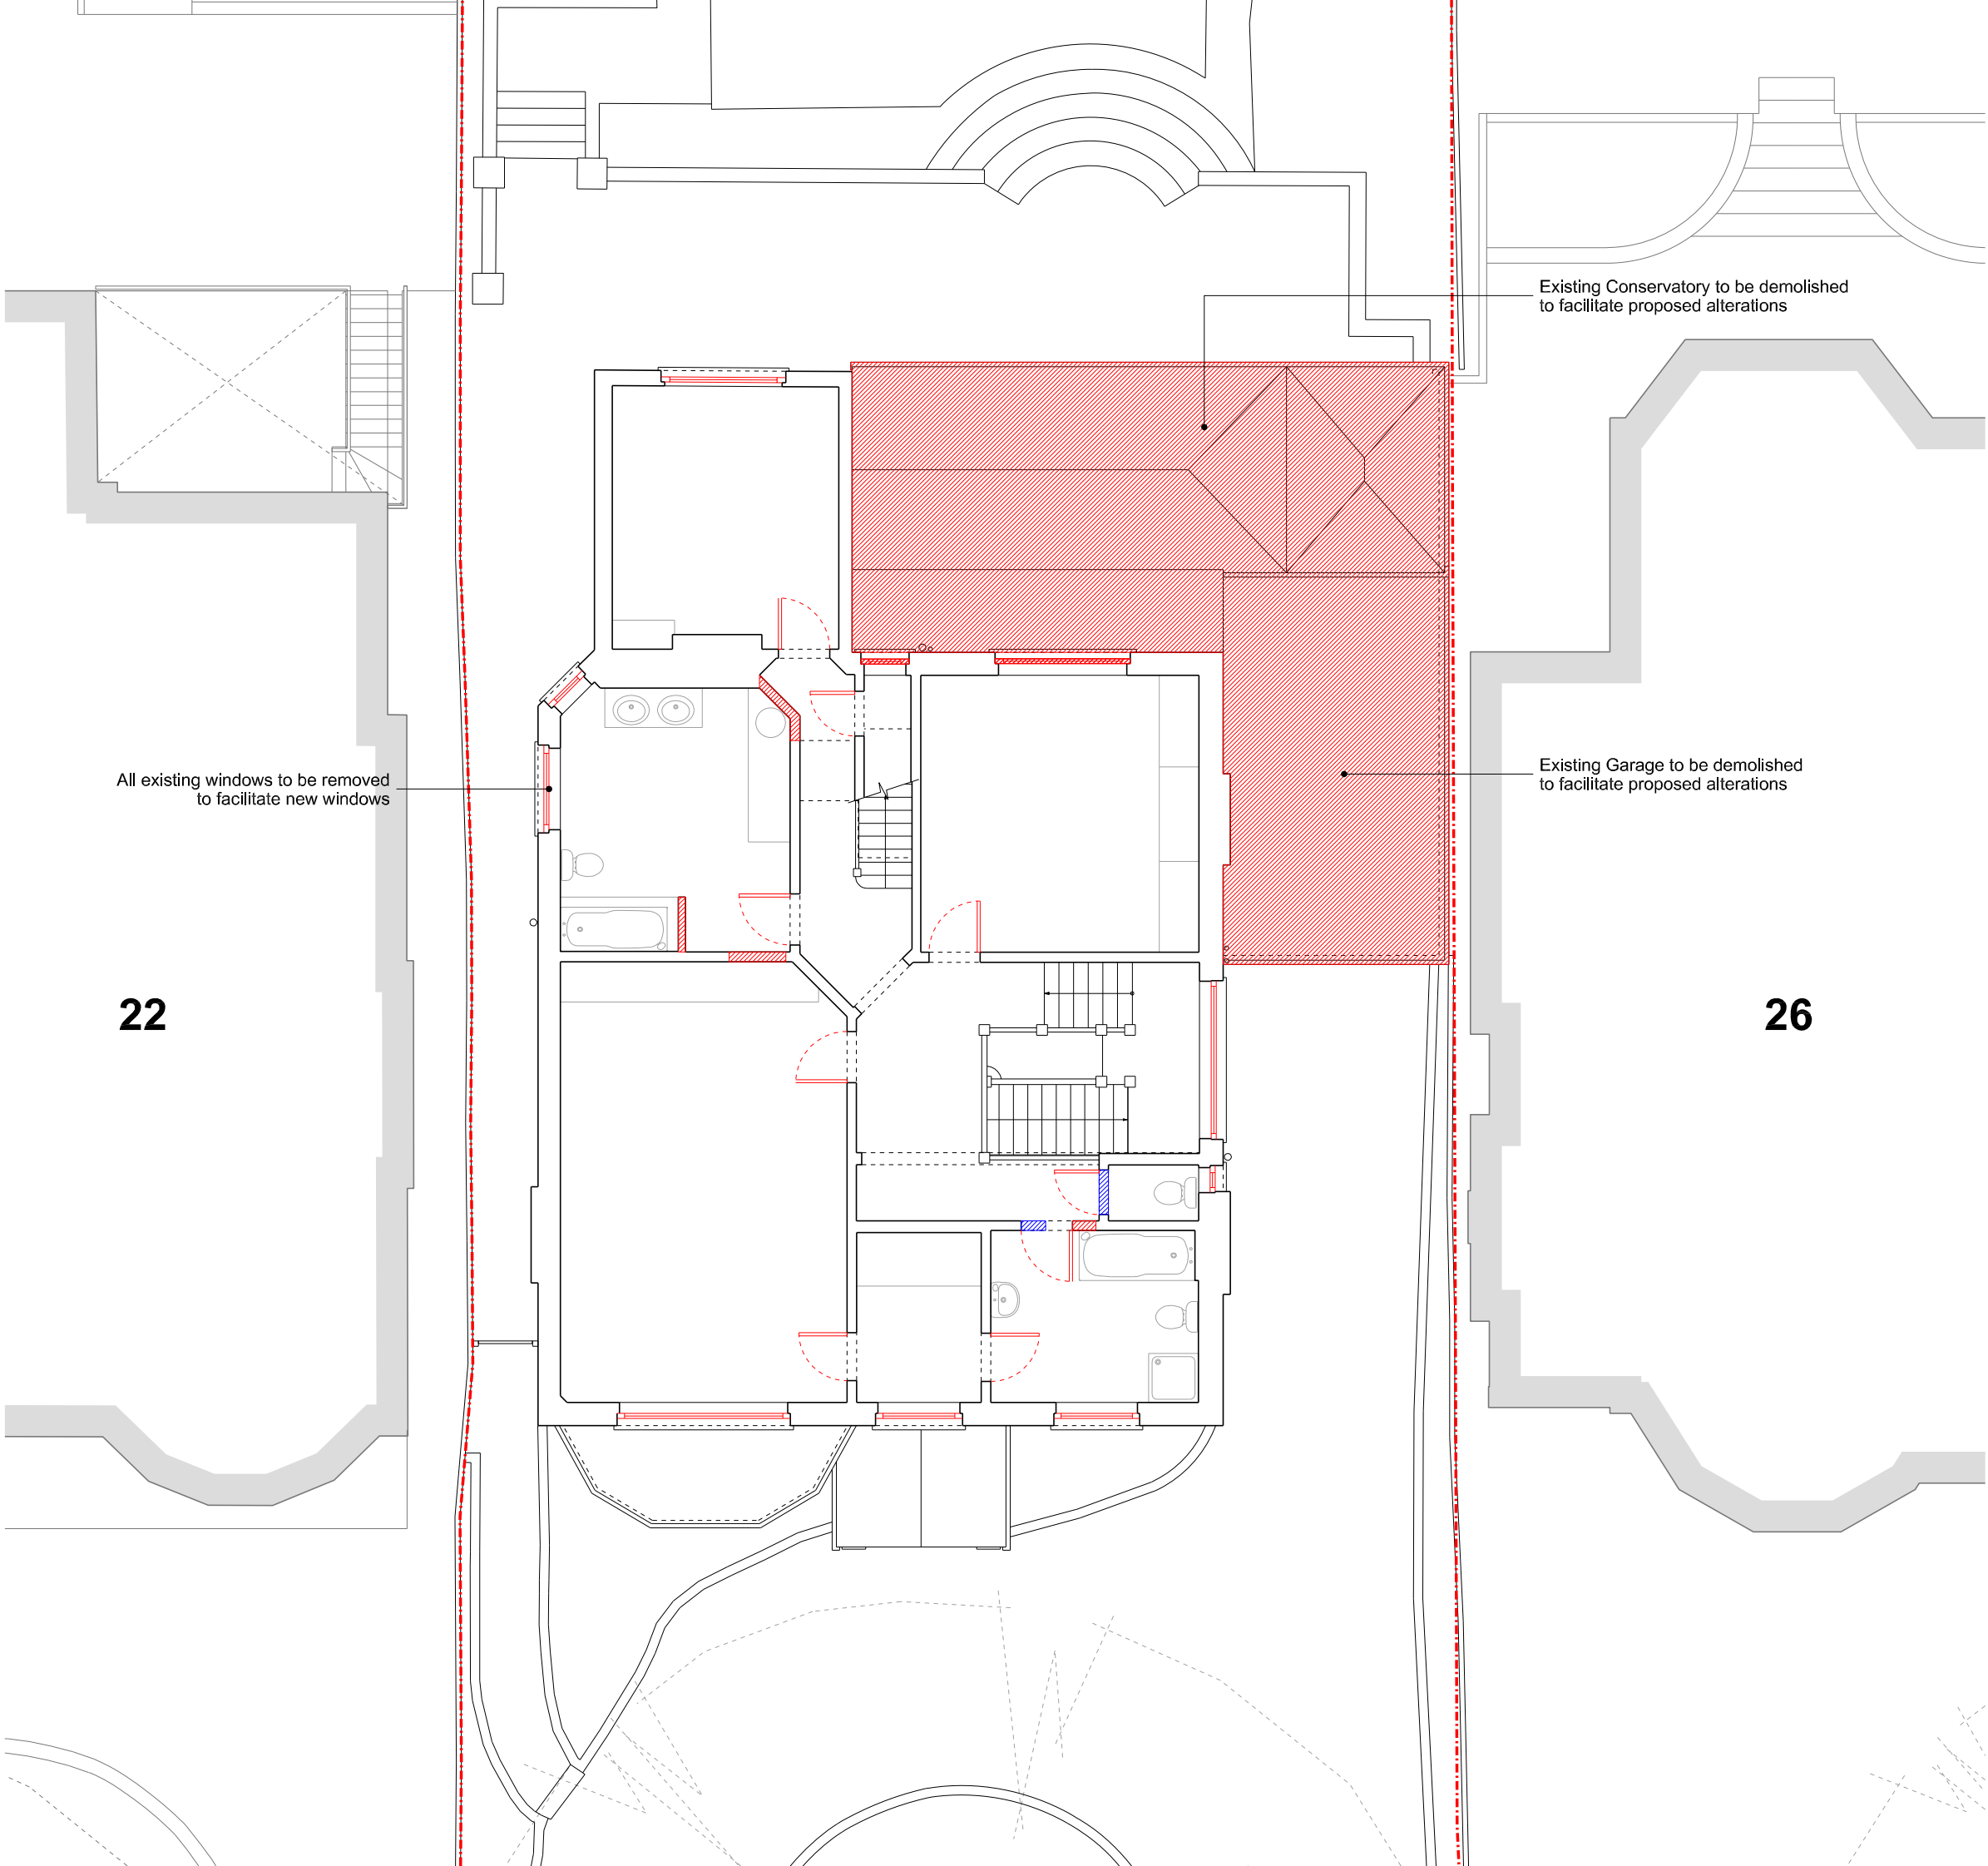 Existing Conservatory to be demolished
to facilitate proposed alterations
All existing windows to be removed
to facilitate new windows
Existing Garage to be demolished
to facilitate proposed alterations
22
26